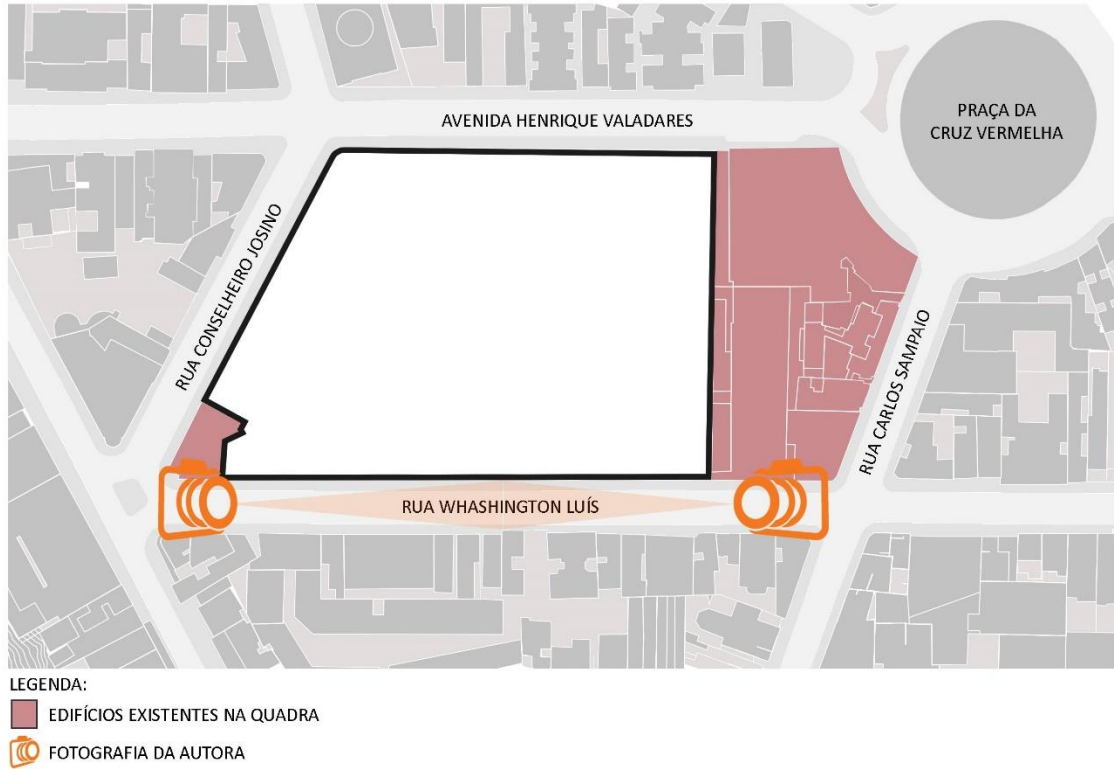 AVENIDA HENRIQUE VALADARES
PRAÇA DA
CRUZ VERMELHA
RUA CONSELHEIRO JOSINO
RUA CARLOS SAMPAIO
RUA WHASHINGTON LUÍS
LEGENDA:
EDIFÍCIOS EXISTENTES NA QUADRA
FOTOGRAFIA DA AUTORA